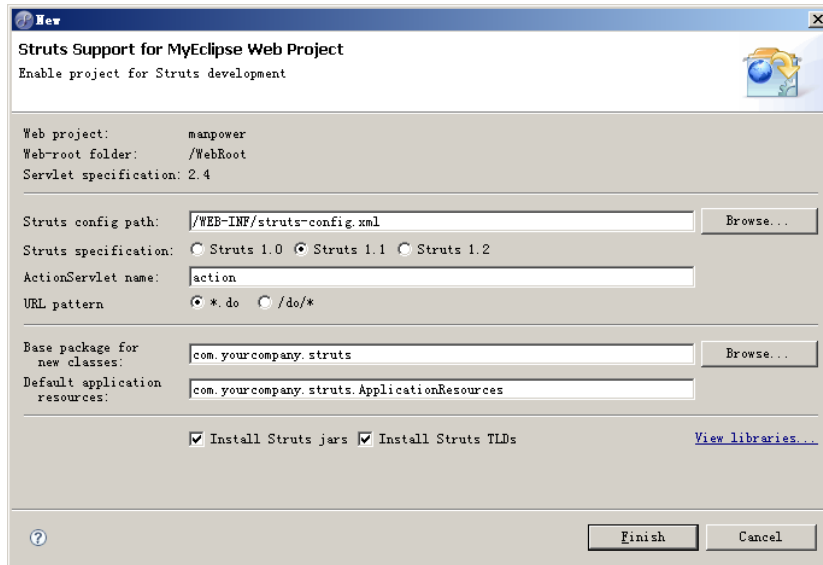 New
Struts Support for MyEclipse Web Project
Enable project for Struts development
Web project: manpower
Web-root folder: /WebRoot
Servlet specification: 2.4
Struts config path: /WEB-INF/struts-config.xml Browse...
Struts specification: Struts 1.0 Struts 1.1 Struts 1.2
ActionServlet name: action
URL pattern *.do /do/*
Base package for
new classes: com.yourcompany.struts Browse...
Default application
resources: com.yourcompany.struts.ApplicationResources
Install Struts jars Install Struts TLDs View libraries...
? Finish Cancel